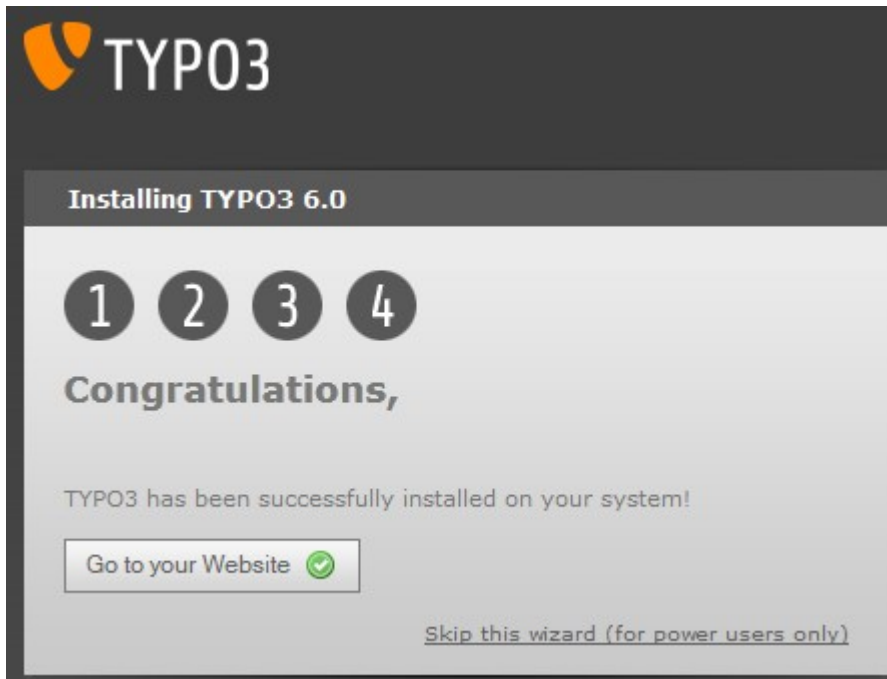 TYPO3
Installing TYPO3 6.0
1 2 3 4
Congratulations,
TYPO3 has been successfully installed on your system!
Go to your Website
Skip this wizard (for power users only)